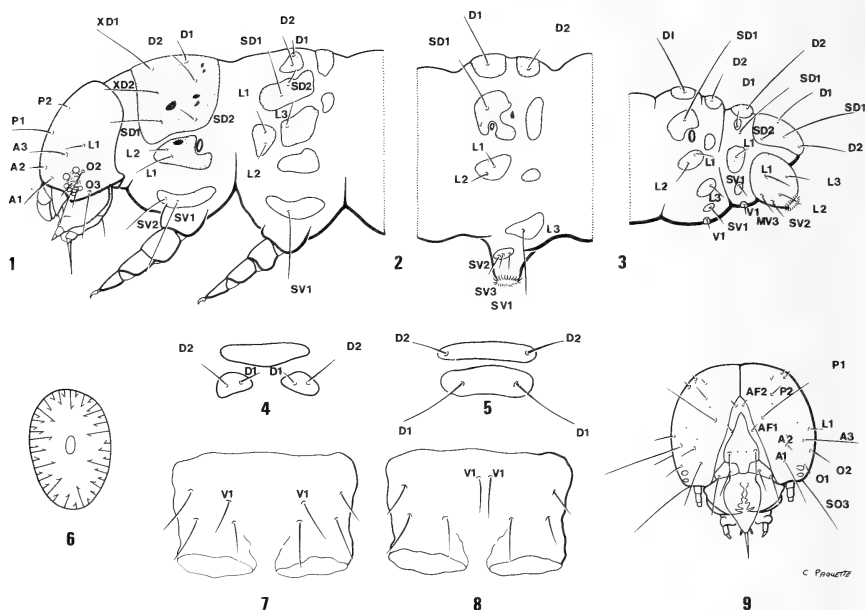 XD1
D2
D1
SD1
D2
D1
XD2
P2
P1
A3
L1
A2
O2
A1
O3
SD1
SD2
L2
L1
SV2
SV1
L1
SD2
L3
L2
SV1
1
D1
D2
SD1
L1
L2
L3
SV2
SV3
SV1
2
DI
SD1
D2
D2
D1
SD1
D1
SD1
SD2
D2
L1
L1
L2
SV1
L1
L3
L3
L2
V1
MV3
SV2
SV1
V1
3
D2
D2
D1
D1
4
D2
D2
D1
D1
5
6
V1
V1
7
V1
V1
8
P1
AF2
P2
AF1
L1
A2
A3
A1
O2
O1
SO3
C PAQUETTE
9